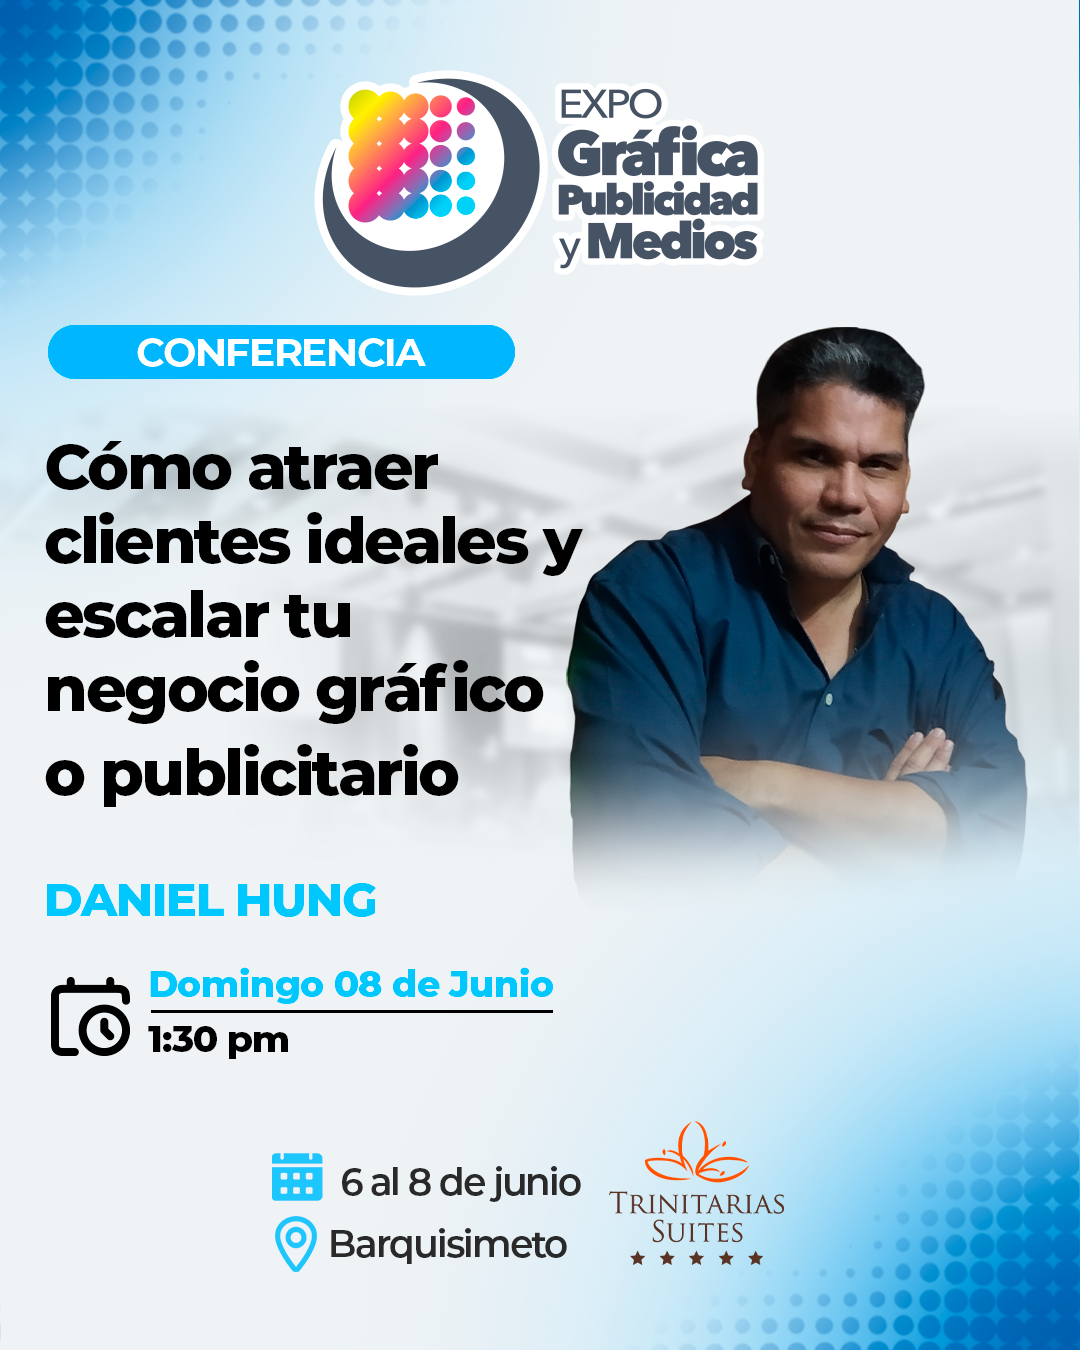 EXPO
Gráfica
Publicidad
y Medios
CONFERENCIA
Cómo atraer
clientes ideales y
escalar tu
negocio gráfico
o publicitario
DANIEL HUNG
Domingo 08 de Junio
1:30 pm
6 al 8 de junio
Barquisimeto
TRINITARIAS
SUITES